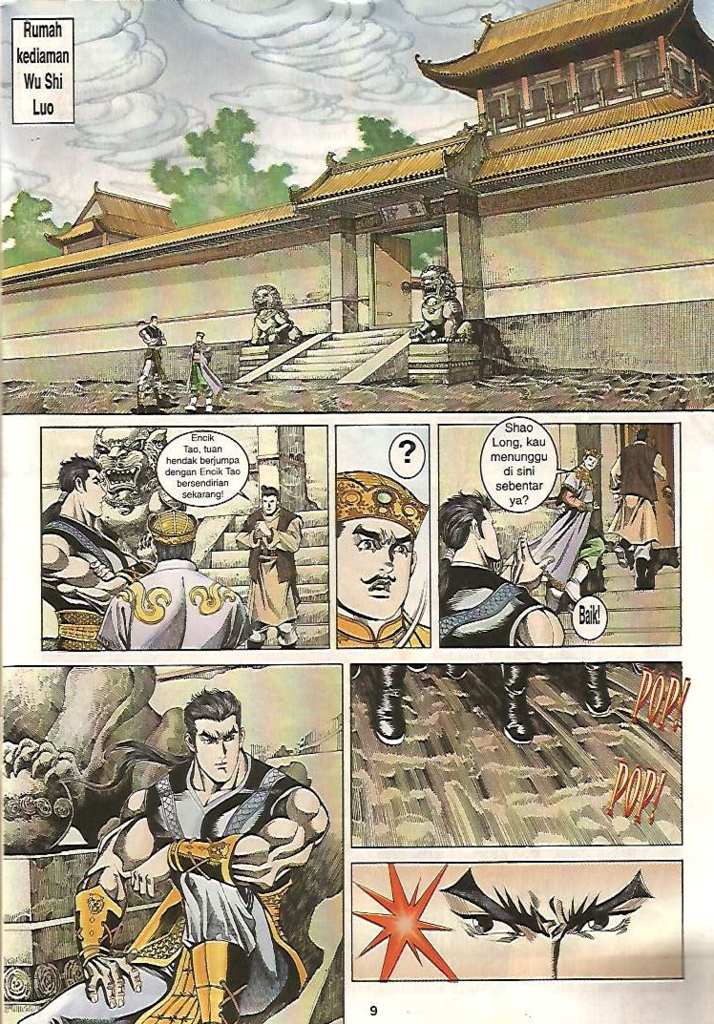 Rumah
kediaman
Wu Shi
Luo
Encik
Tao, tuan
hendak berjumpa
dengan Encik Tao
bersendirian
sekarang!
?
Shao
Long, kau
menunggu
di sini
sebentar
ya?
Baik!
POP!
POP!
9